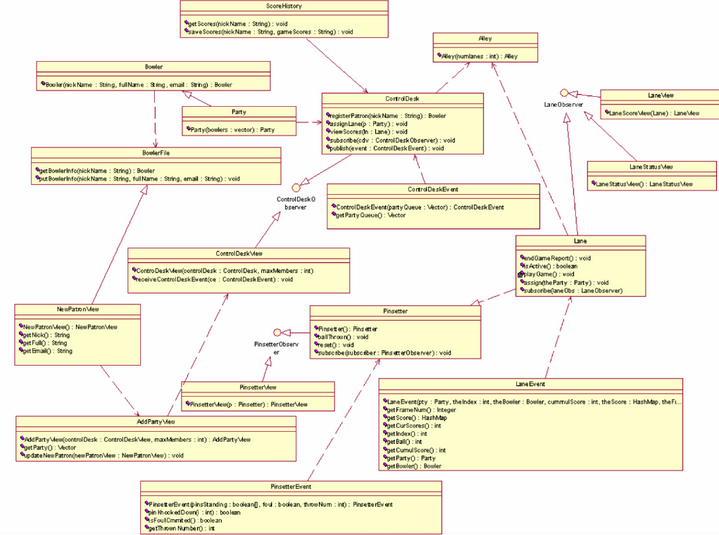 ScoreHistory
getScores(nickName : String) : void
saveScores(nickName : String, gameScores : String) : void
Alley
Alley(numlanes : int) : Alley
Bowler
Bowler(nickName : String, fullName : String, email : String) : Bowler
Party
Party(bowlers : vector) : Party
ControlDesk
registerPatron(nickName : String) : Bowler
assignLane(p : Party) : void
viewScores(ln : Lane) : void
subscribe(cdv : ControlDeskObserver) : void
publish(event : ControlDeskEvent) : void
LaneObserver
LaneView
LaneScoreView(Lane) : LaneView
LaneStatusView
LaneStatusView() : LaneStatusView
BowlerFile
getBowlerInfo(nickName : String) : Bowler
putBowlerInfo(nickName : String, fullName : String, email : String) : void
ControlDeskO
bserver
ControlDeskEvent
ControlDeskEvent(partyQueue : Vector) : ControlDeskEvent
getPartyQueue() : Vector
ControlDeskView
ControDeskView(controldesk : ControlDesk, maxMembers : int)
receiveControlDeskEvent(ce : ControlDeskEvent) : void
Lane
endGameReport() : void
isActive() : boolean
playGame() : void
assign(theParty : Party) : void
subscribe(laneObs : LaneObserver)
NewPatronView
NewPatronView() : NewPatronView
getNick() : String
getFull() : String
getEmail() : String
Pinsetter
Pinsetter() : Pinsetter
ballThrown() : void
reset() : void
subscribe(subscriber : PinsetterObserver) : void
PinsetterObserv
er
PinsetterView
PinsetterView(p : Pinsetter) : PinsetterView
LaneEvent
LaneEvent(pty : Party, theIndex : int, theBowler : Bowler, cummulScore : int, theScore : HashMap, theFr...
getFrameNum() : Integer
getScore() : HashMap
getCurScores() : int
getIndex() : int
getBall() : int
getCumulScore() : int
getParty() : Party
getBowler() : Bowler
AddPartyView
AddPartyView(controlDesk : ControlDeskView, maxMembers : int) : AddPartyView
getParty() : Vector
updateNewPatron(newPatronView : NewPatronView) : void
PinsetterEvent
PinsetterEvent(pinsStanding : boolean[], foul : boolean, throwNum : int) : PinsetterEvent
pinKnockedDown(i : int) : boolean
isFoulCommited() : boolean
getThrownNumber() : int